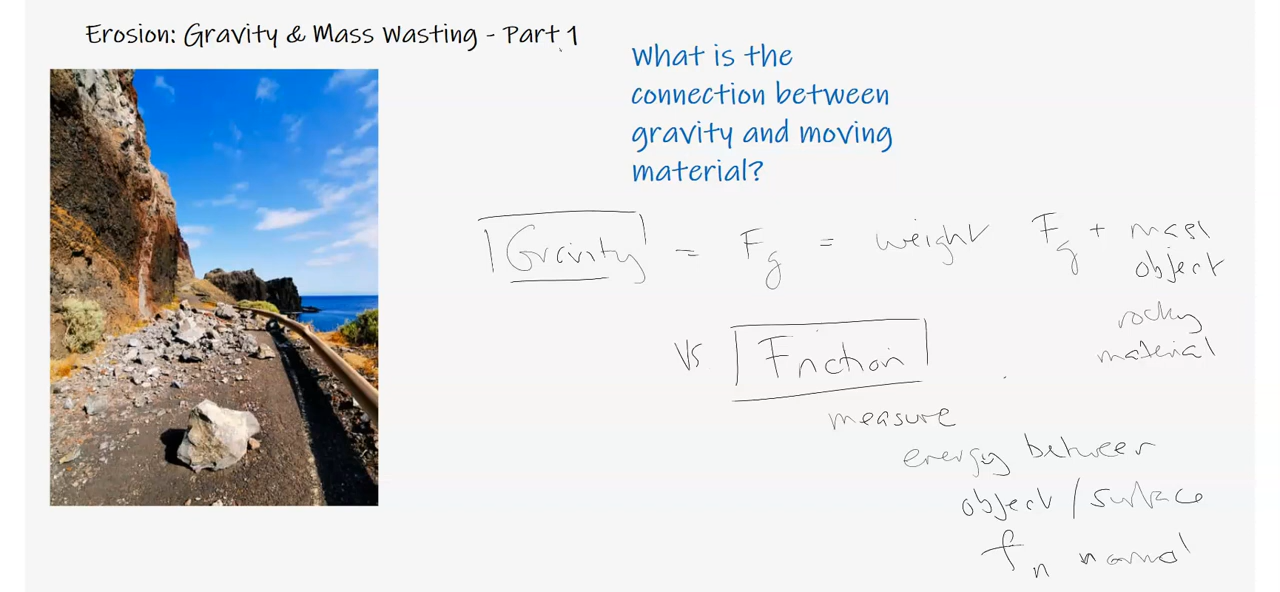 Erosion: Gravity & Mass Wasting - Part 1
What is the
connection between
gravity and moving
material?
Gravity = Fg = weight Fg + mass
object
rocky
material
vs Friction
measure
energy between
object / surface
fn normal